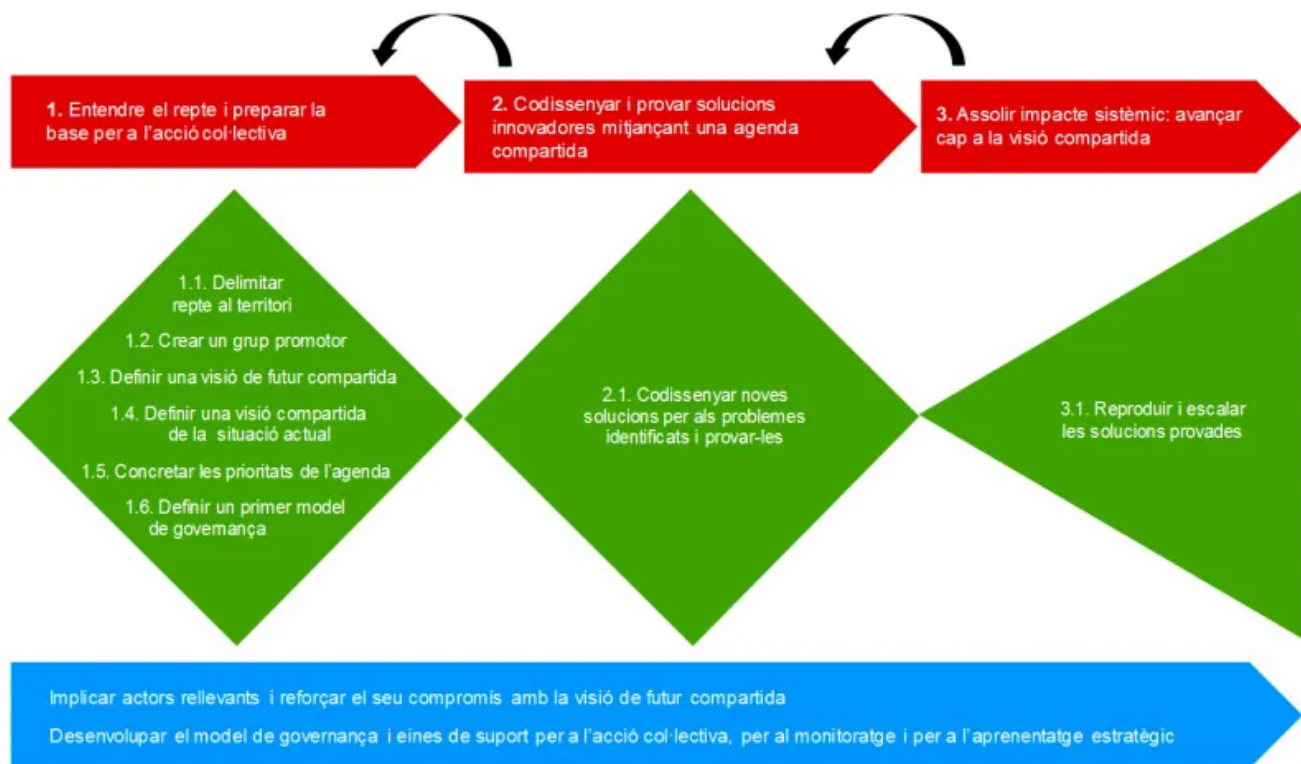 1. Entendre el repte i preparar la
base per a l'acció col·lectiva
2. Codissenyar i provar solucions
innovadores mitjançant una agenda
compartida
3. Assolir impacte sistèmic: avançar
cap a la visió compartida
1.1. Delimitar
repte al territori
1.2. Crear un grup promotor
1.3. Definir una visió de futur compartida
1.4. Definir una visió compartida
de la situació actual
1.5. Concretar les prioritats de l'agenda
1.6. Definir un primer model
de governança
2.1. Codissenyar noves
solucions per als problemes
identificats i provar-les
3.1. Reproduir i escalar
les solucions provades
Implicar actors rellevants i reforçar el seu compromís amb la visió de futur compartida
Desenvolupar el model de governança i eines de suport per a l'acció col·lectiva, per al monitoratge i per a l'aprenentatge estratègic